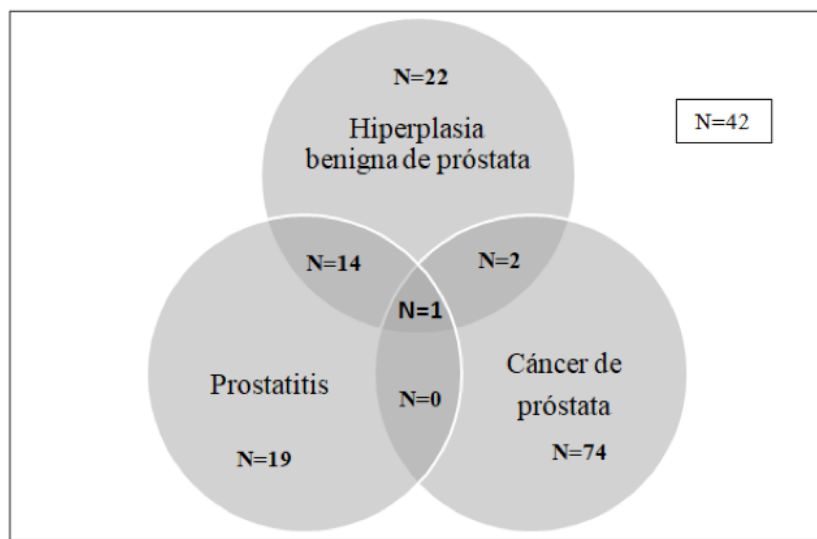 N=22
Hiperplasia
benigna de próstata
N=42
N=14
N=2
N=1
Prostatitis
Cáncer de
próstata
N=0
N=19
N=74